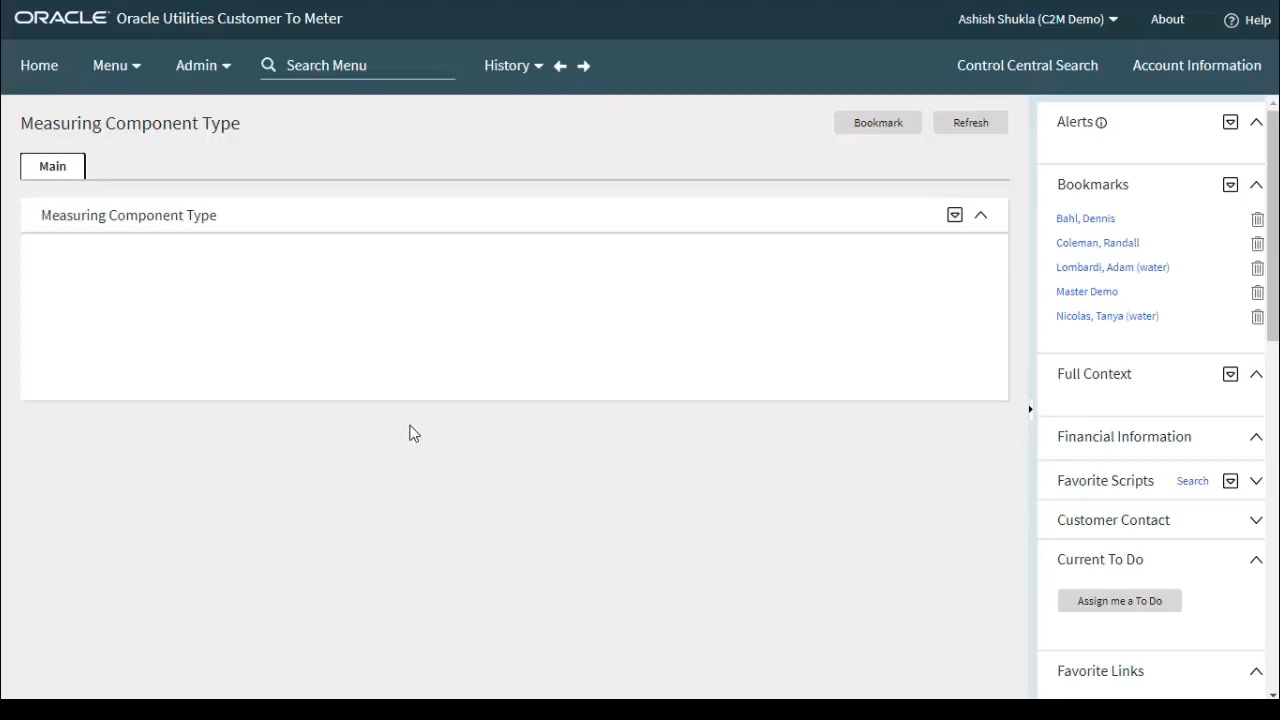 ORACLE® Oracle Utilities Customer To Meter
Ashish Shukla (C2M Demo) About Help
Home Menu Admin Search Menu History Control Central Search Account Information
Measuring Component Type
Bookmark Refresh
Main
Measuring Component Type
Alerts
Bookmarks
Bahl, Dennis
Coleman, Randall
Lombardi, Adam (water)
Master Demo
Nicolas, Tanya (water)
Full Context
Financial Information
Favorite Scripts Search
Customer Contact
Current To Do
Assign me a To Do
Favorite Links